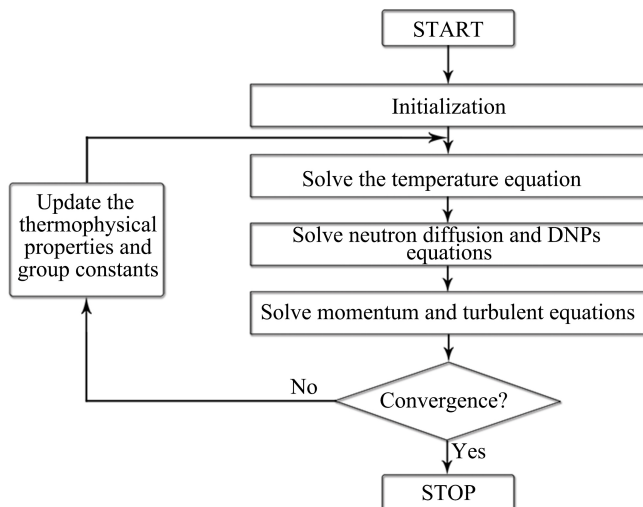 START
Initialization
Solve the temperature equation
Update the
thermophysical
properties and
group constants
Solve neutron diffusion and DNPs
equations
Solve momentum and turbulent equations
No
Convergence?
Yes
STOP